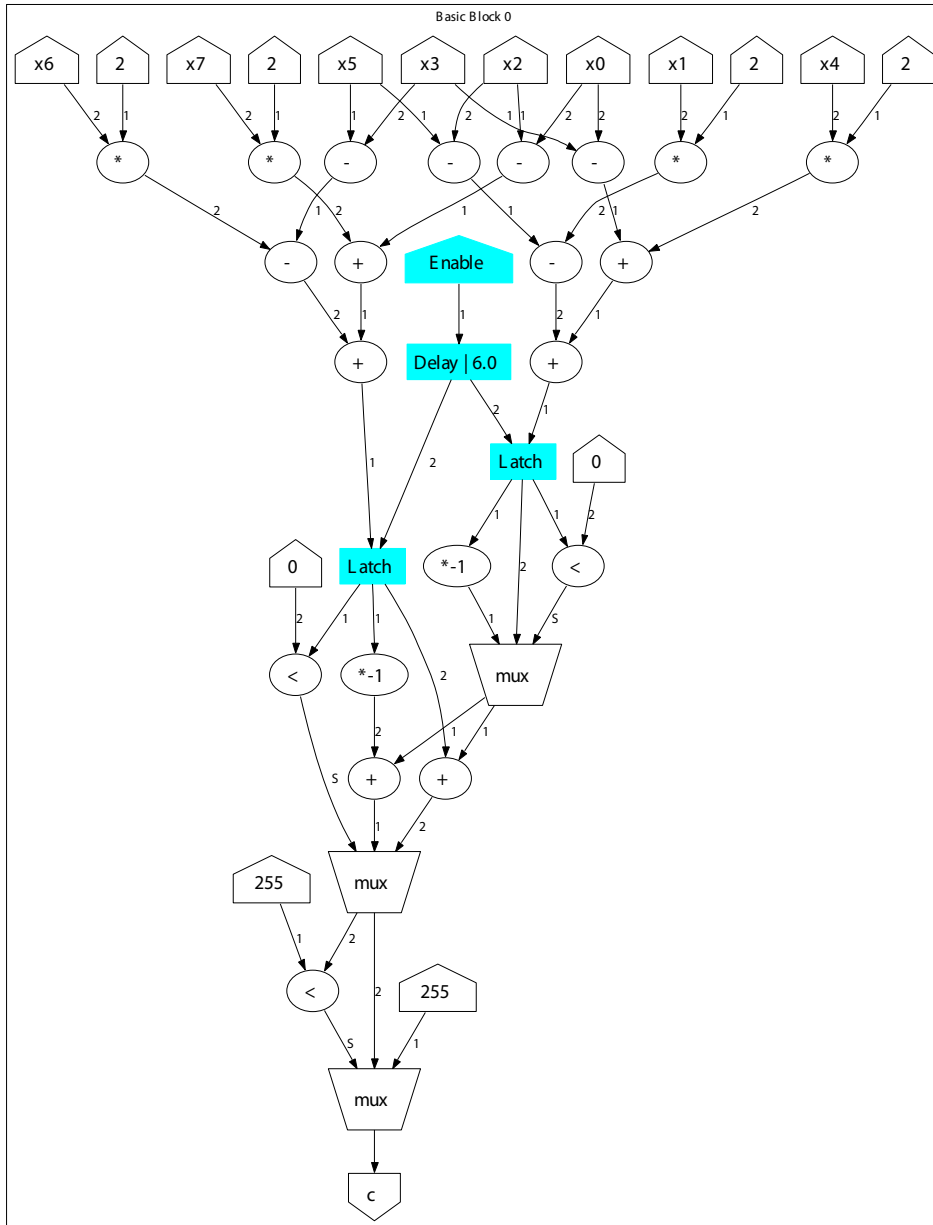 Basic Block 0
x6 2 x7 2 x5 x3 x2 x0 x1 2 x4 2
2 1 2 1 1 2 1 2 1 1 2 2 2 1 2 1
* * - - - - * *
2 1 2 1 1 2 1 2
- + Enable - +
2 1 1 2 1
+ Delay | 6.0 +
2 1
Latch 0
1 2 1 1 2
0 Latch *-1 <
2 1 1 2 1 S
< *-1 2 mux
2 1 1
S + +
1 2
255 mux
1 2
< 2 255
S 1
mux
c